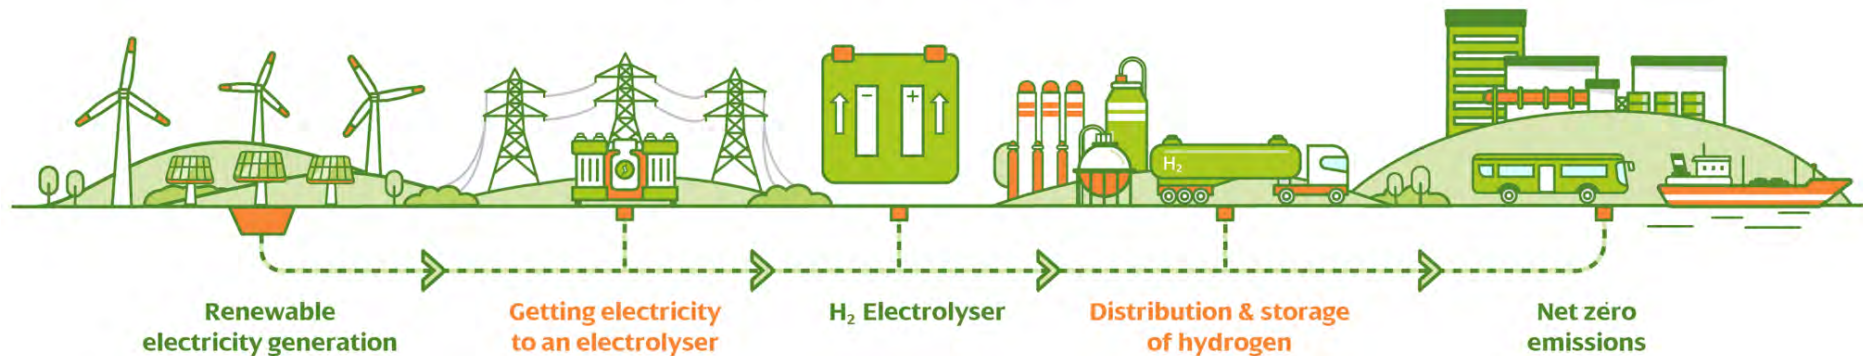 − +
H₂
Renewable
electricity generation
Getting electricity
to an electrolyser
H₂ Electrolyser
Distribution & storage
of hydrogen
Net zero
emissions